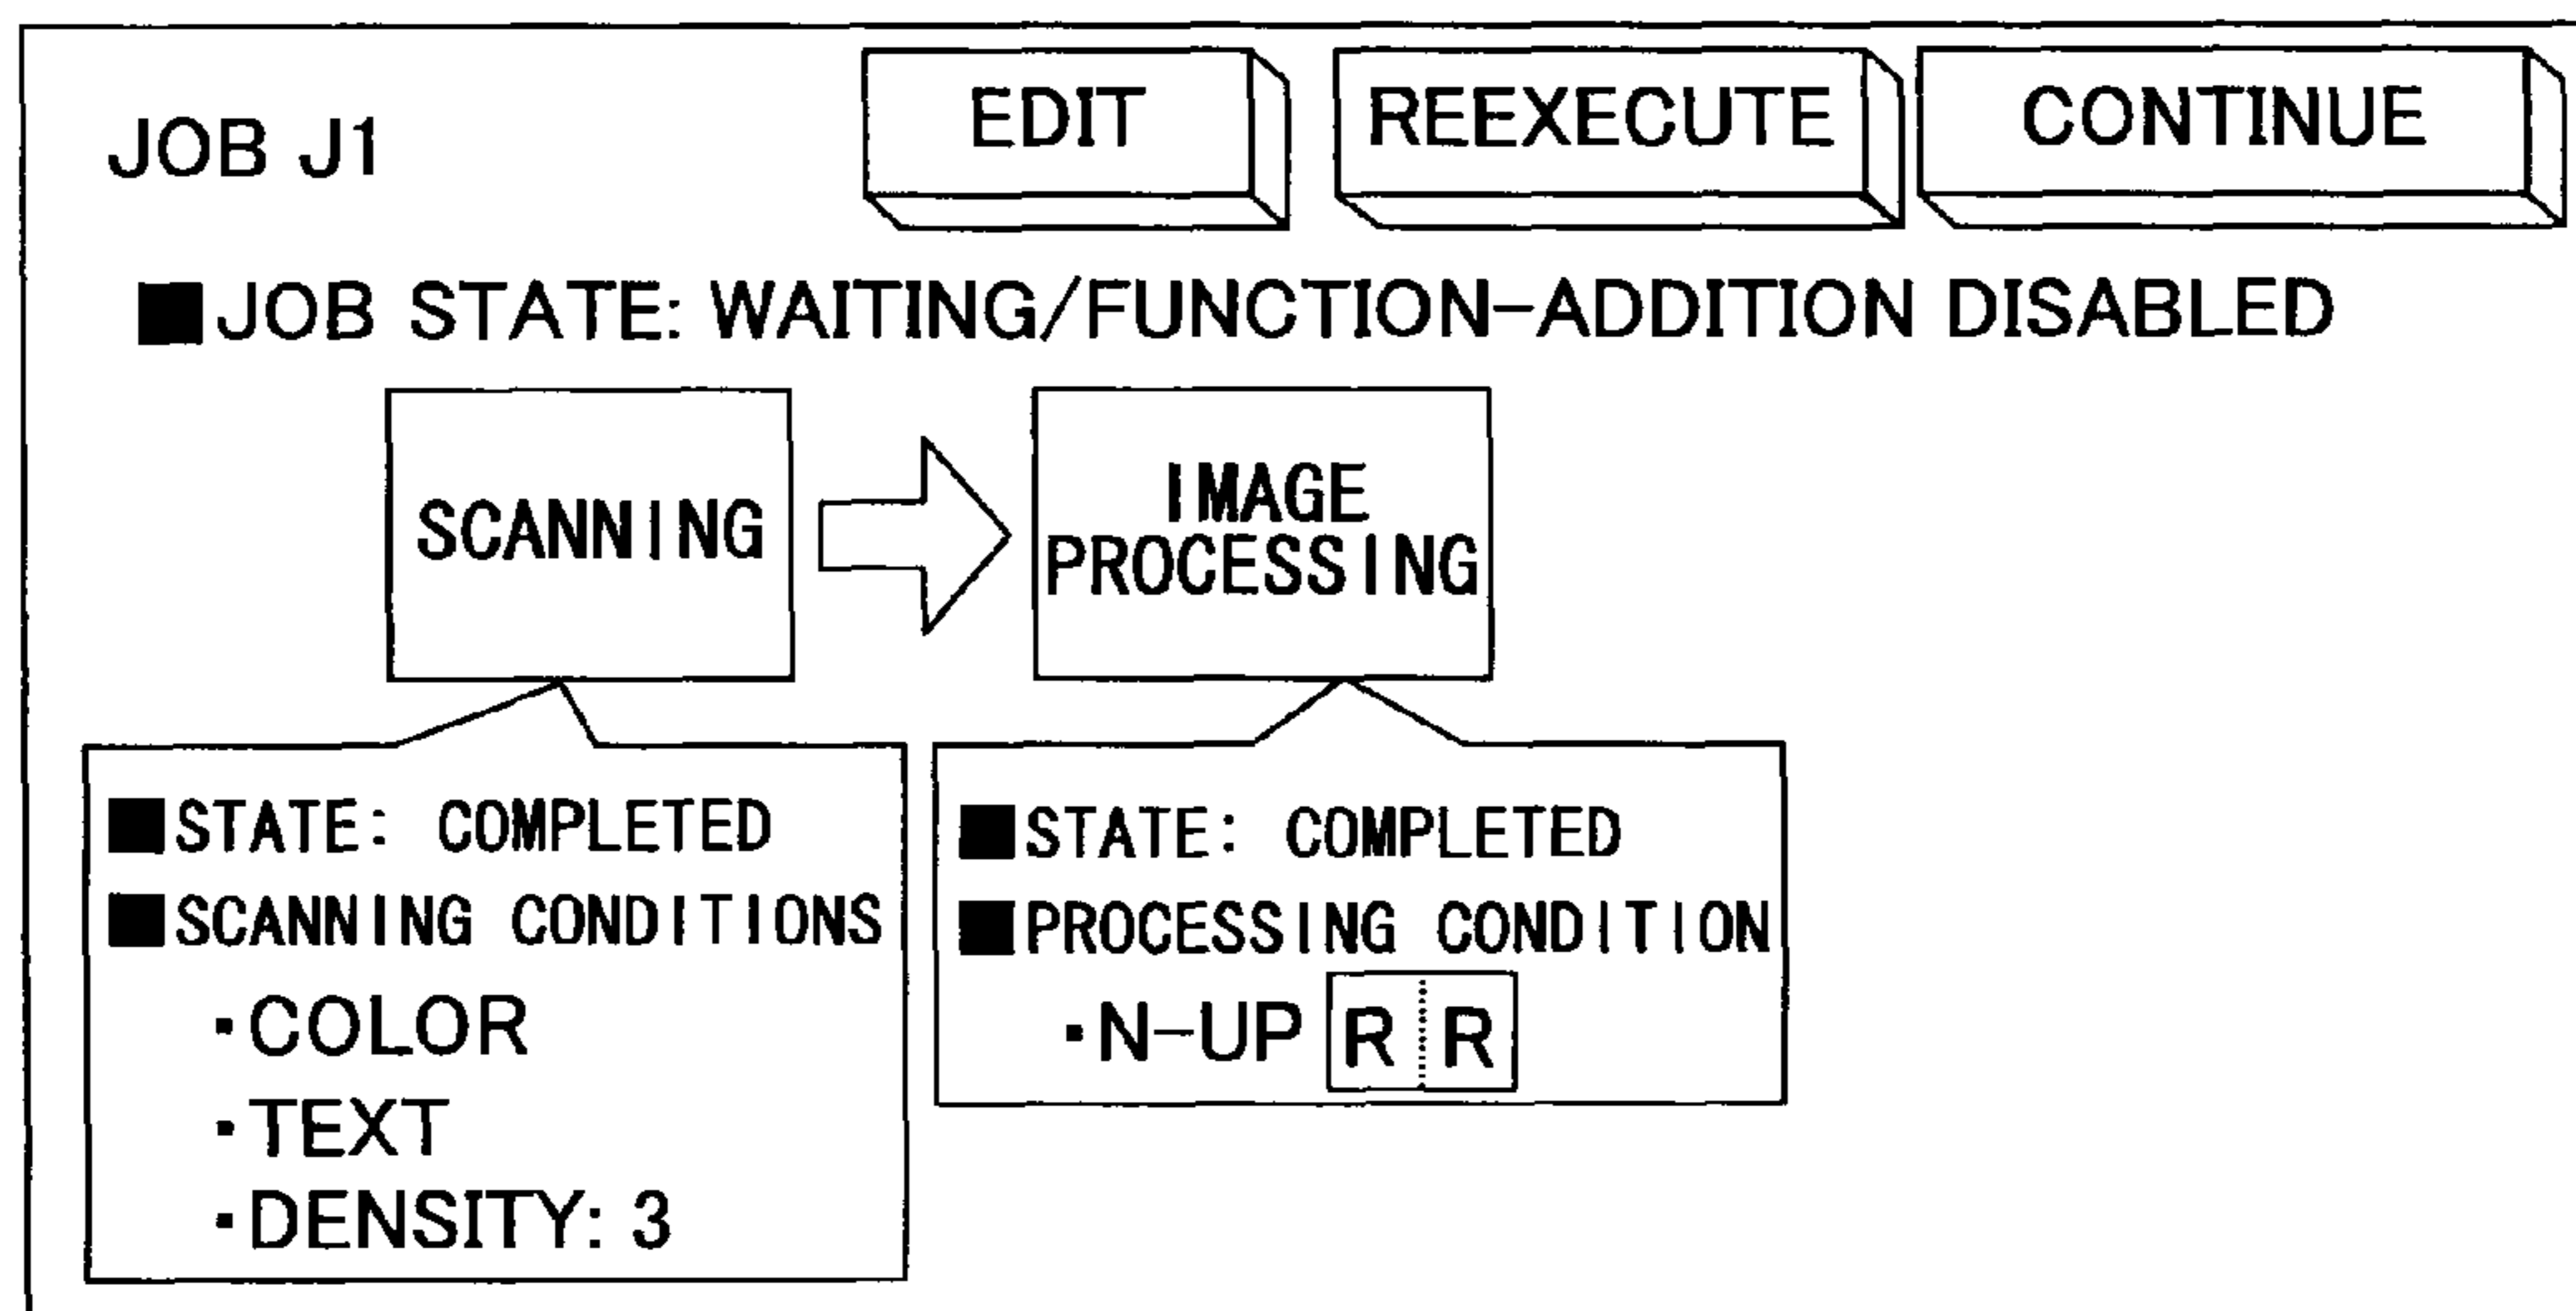 JOB J1
EDIT
REEXECUTE
CONTINUE
■JOB STATE: WAITING/FUNCTION-ADDITION DISABLED
SCANNING
IMAGE
PROCESSING
■STATE: COMPLETED
■SCANNING CONDITIONS
・COLOR
・TEXT
・DENSITY: 3
■STATE: COMPLETED
■PROCESSING CONDITION
・N-UP R R